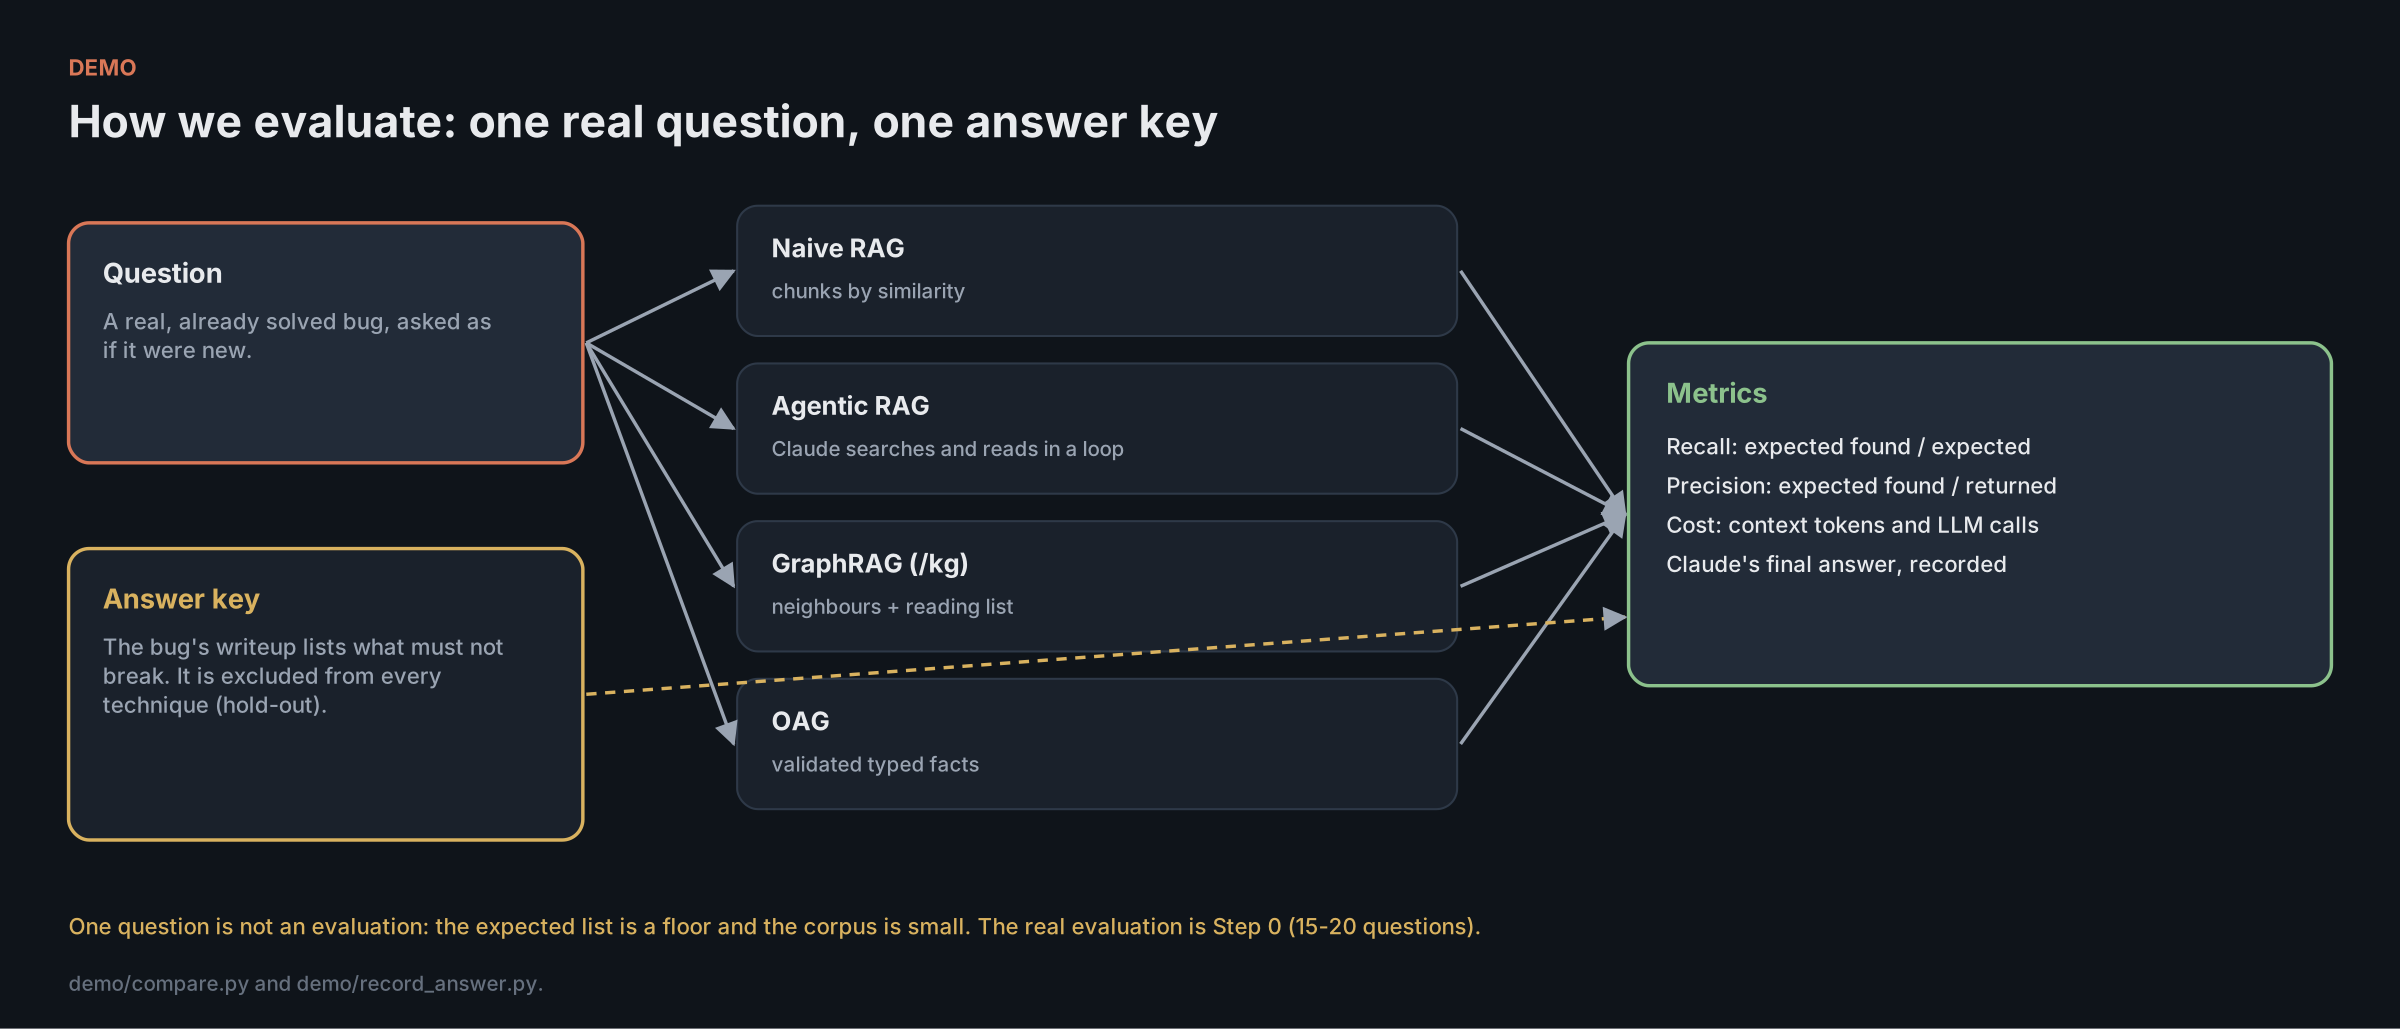 DEMO
How we evaluate: one real question, one answer key
Question
A real, already solved bug, asked as
if it were new.
Answer key
The bug's writeup lists what must not
break. It is excluded from every
technique (hold-out).
Naive RAG
chunks by similarity
Agentic RAG
Claude searches and reads in a loop
GraphRAG (/kg)
neighbours + reading list
OAG
validated typed facts
Metrics
Recall: expected found / expected
Precision: expected found / returned
Cost: context tokens and LLM calls
Claude's final answer, recorded
One question is not an evaluation: the expected list is a floor and the corpus is small. The real evaluation is Step 0 (15-20 questions).
demo/compare.py and demo/record_answer.py.